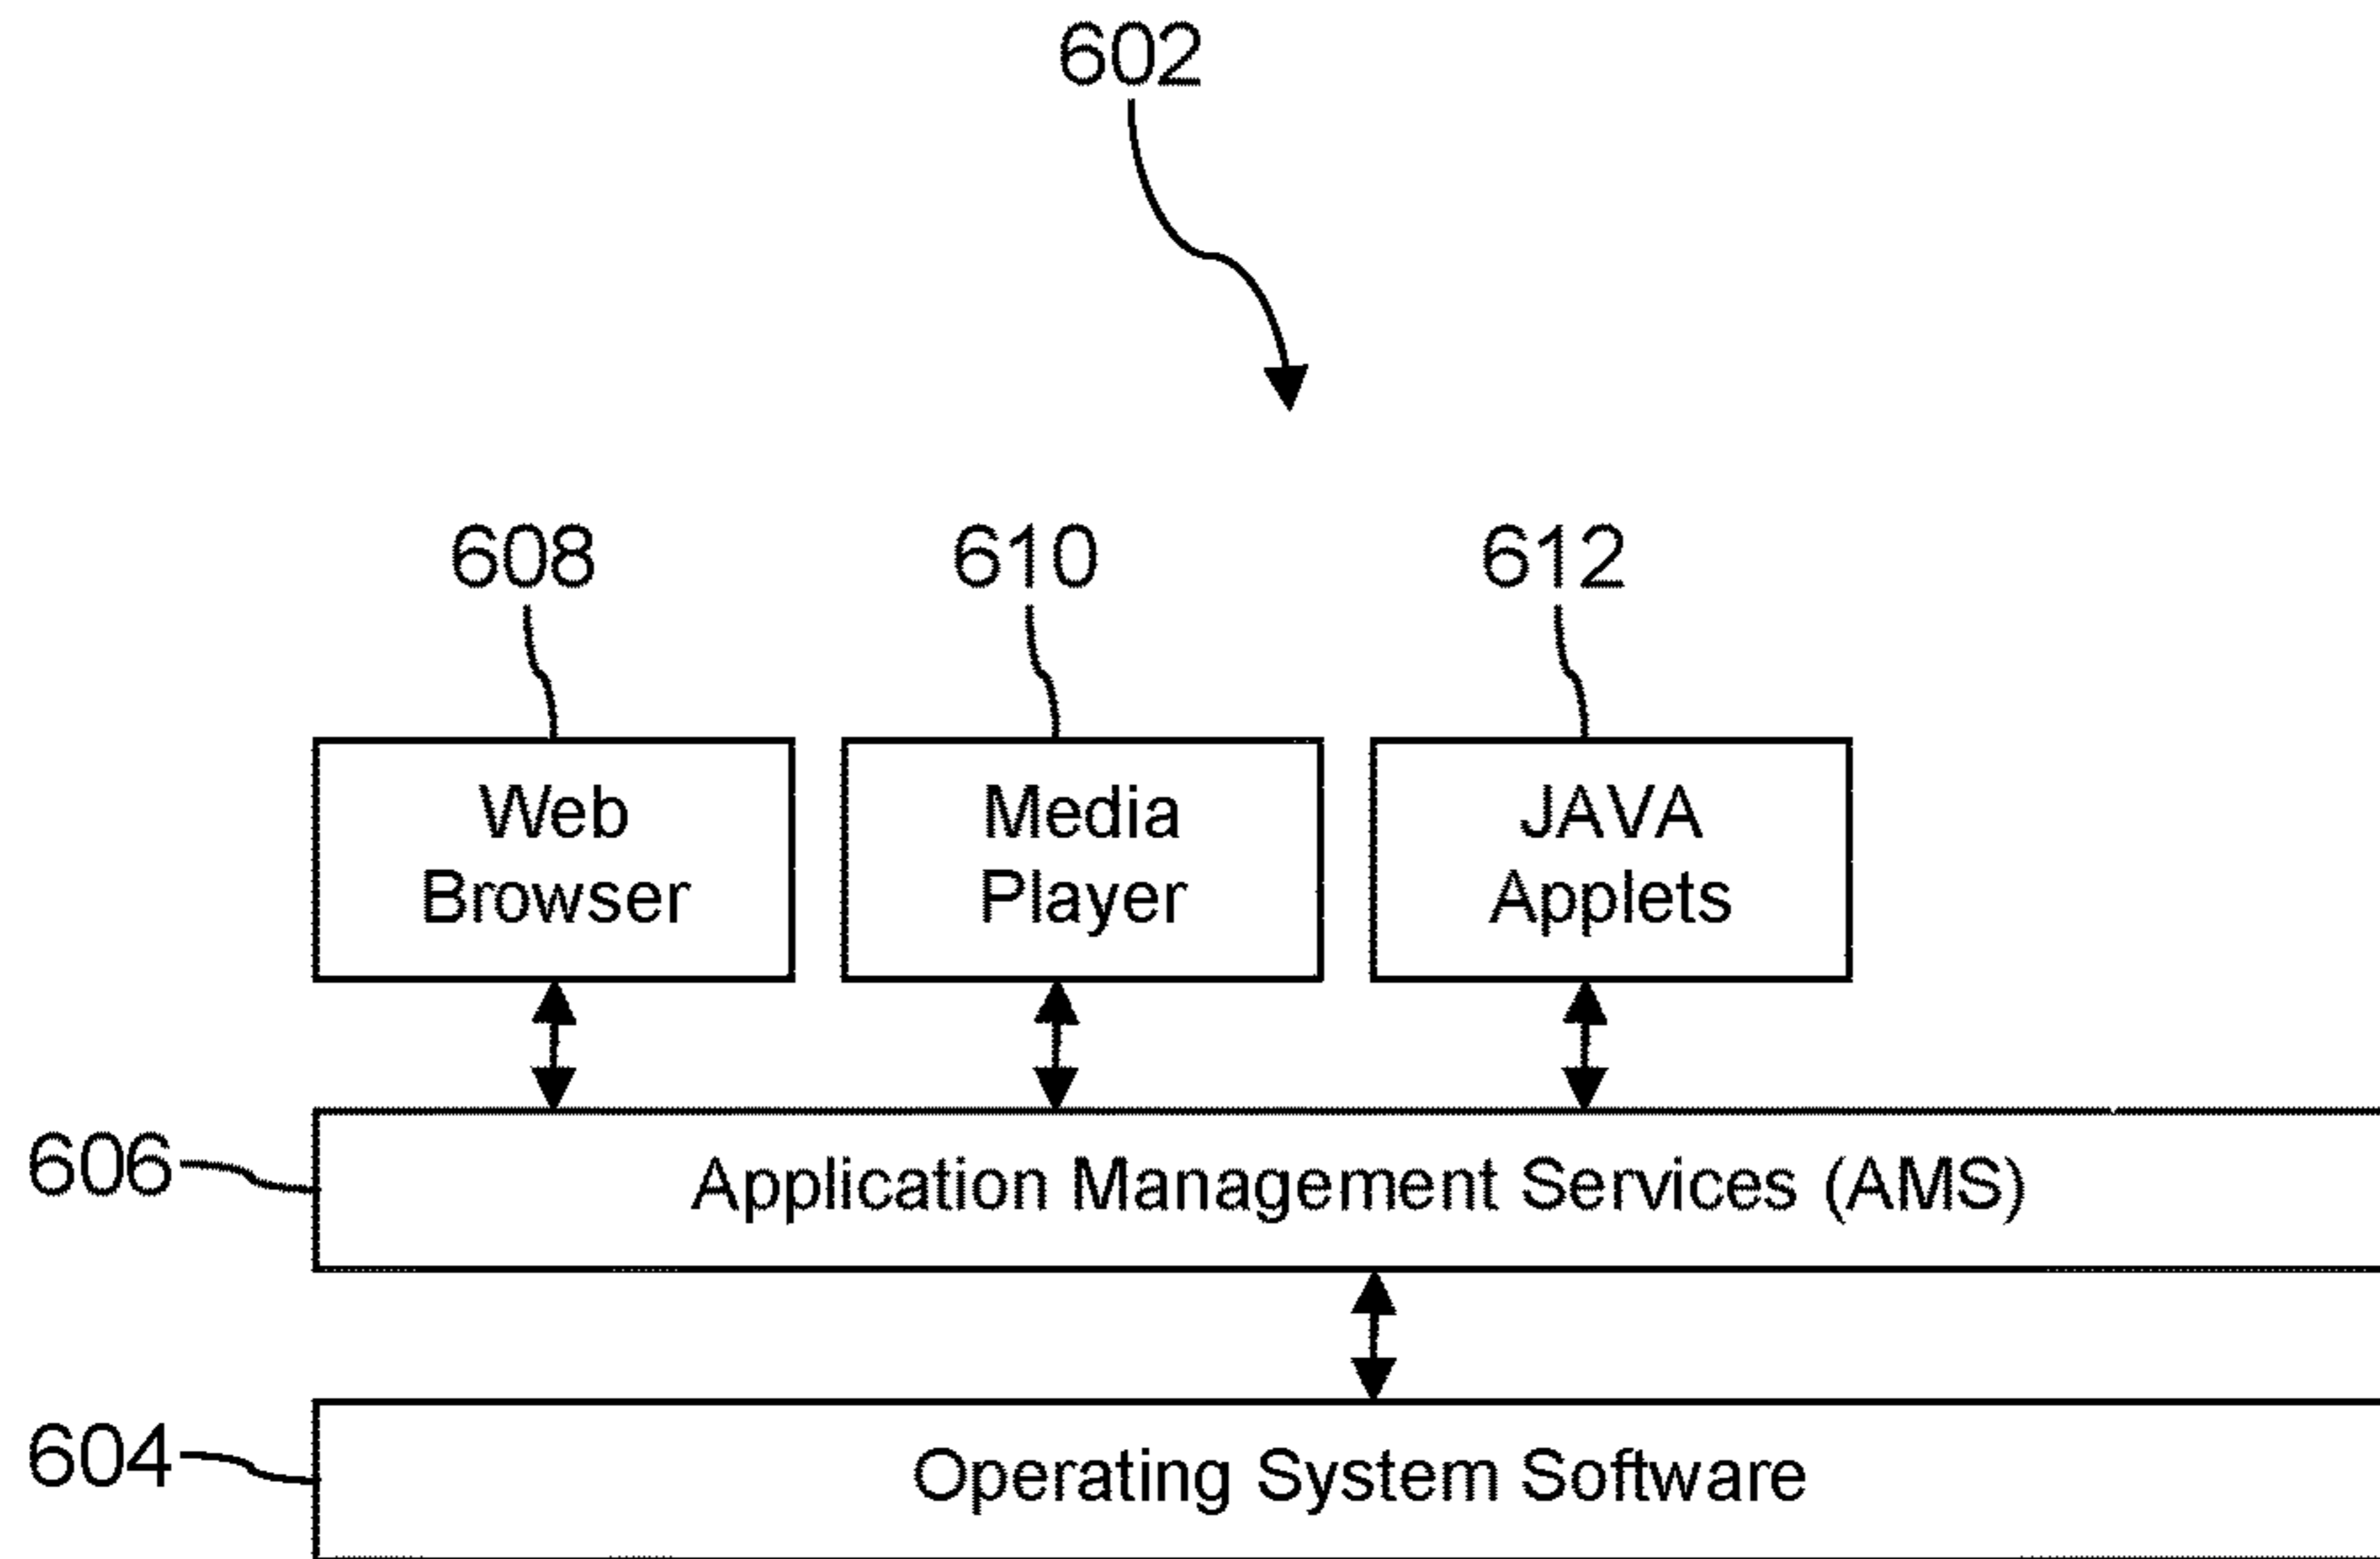 602
608
610
612
Web
Browser
Media
Player
JAVA
Applets
606
Application Management Services (AMS)
604
Operating System Software